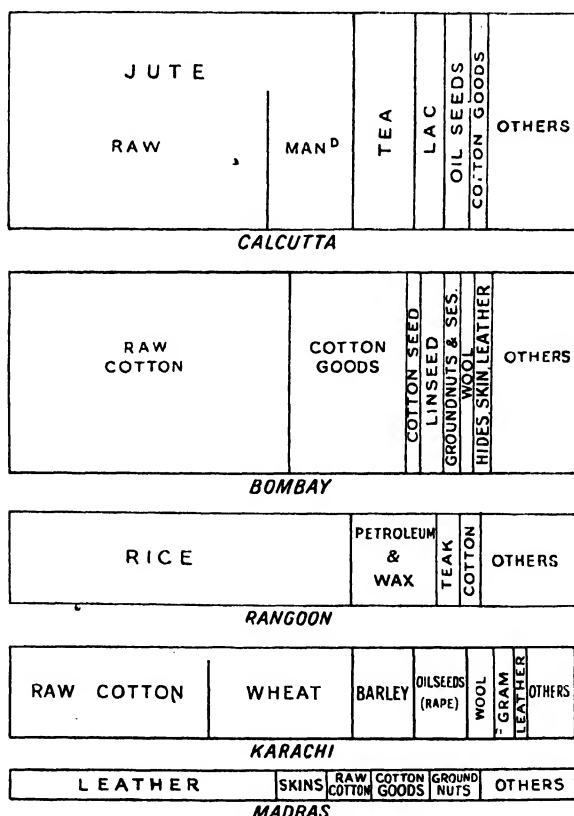 JUTE
RAW
MAN^D
TEA
LAC
OIL SEEDS
COTTON GOODS
OTHERS
CALCUTTA
RAW
COTTON
COTTON
GOODS
COTTON SEED
LINSEED
GROUNDNUTS & SES.
WOOL
HIDES, SKIN, LEATHER
OTHERS
BOMBAY
RICE
PETROLEUM
&
WAX
TEAK
COTTON
OTHERS
RANGOON
RAW COTTON
WHEAT
BARLEY
OILSEEDS
(RAPE)
WOOL
GRAM
LEATHER
OTHERS
KARACHI
LEATHER
SKINS
RAW
COTTON
COTTON
GOODS
GROUND
NUTS
OTHERS
MADRAS